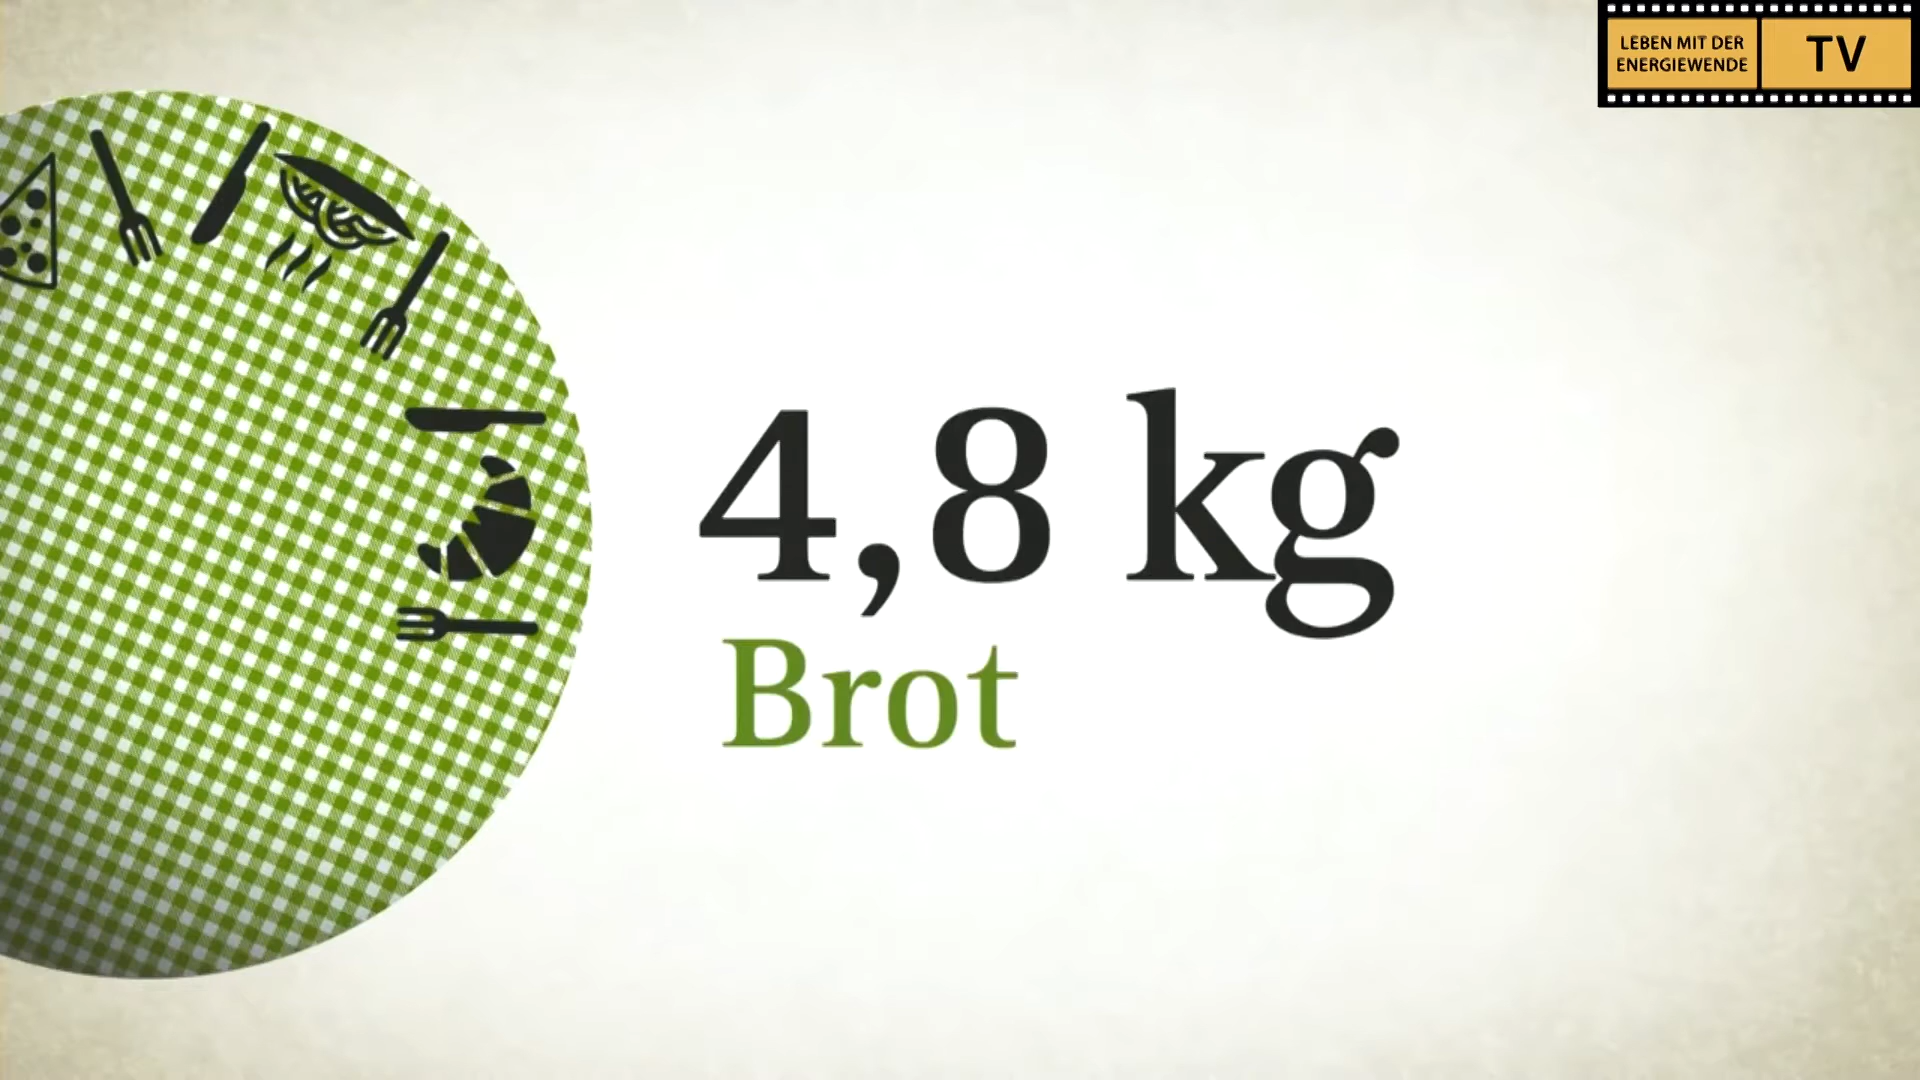 LEBEN MIT DER
ENERGIEWENDE
TV
4,8 kg
Brot